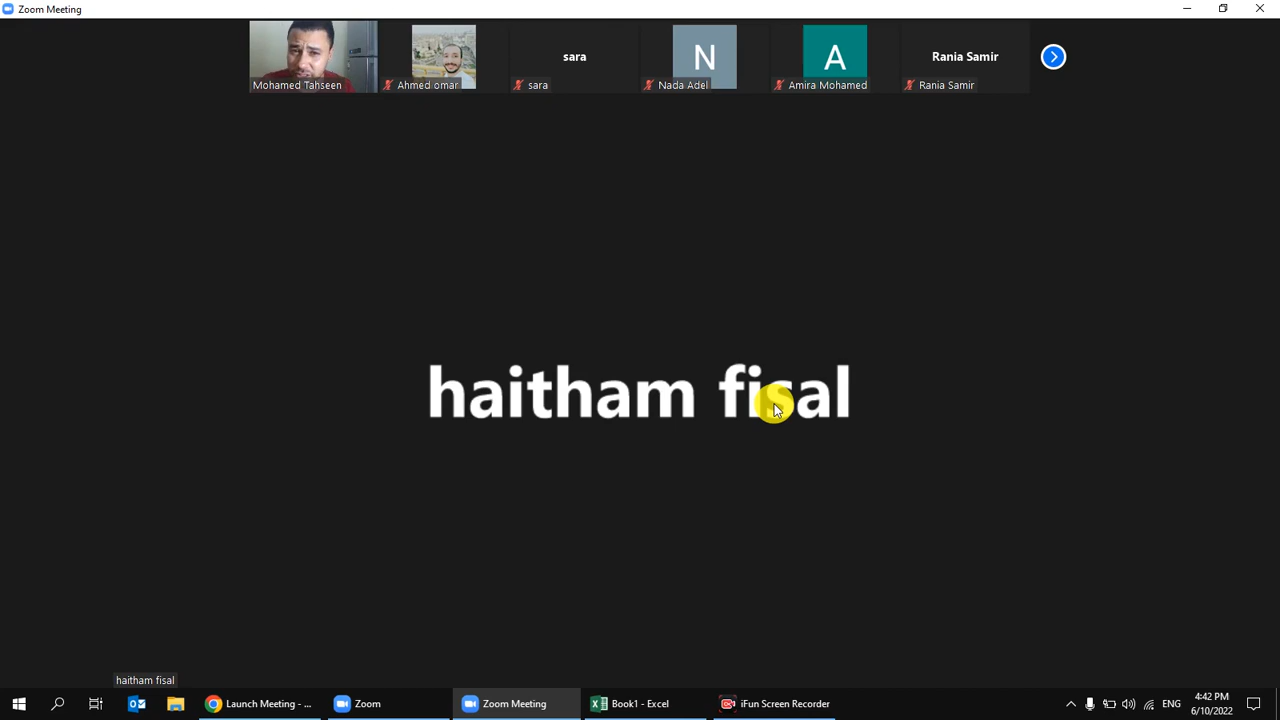 Zoom Meeting
sara
N
A
Rania Samir
Mohamed Tahseen
Ahmed omar
sara
Nada Adel
Amira Mohamed
Rania Samir
haitham fisal
haitham fisal
Launch Meeting - ...
Zoom
Zoom Meeting
Book1 - Excel
iFun Screen Recorder
ENG
4:42 PM
6/10/2022